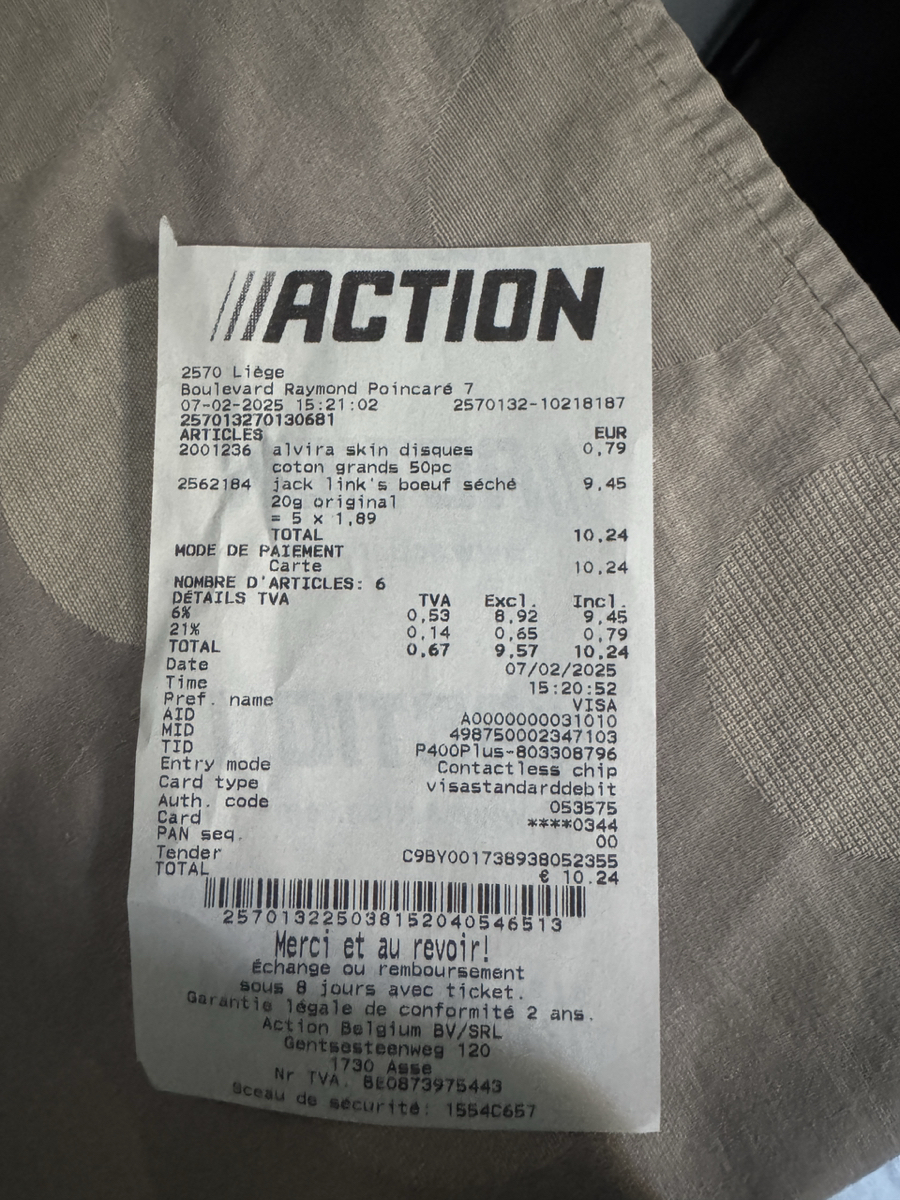 ACTION
2570 Liège
Boulevard Raymond Poincaré 7
07-02-2025 15:21:02 2570132-10218187
257013270130681
ARTICLES EUR
2001236 alvira skin disques 0,79
coton grands 50pc
2562184 jack link's boeuf séché 9,45
20g original
= 5 x 1,89
TOTAL 10,24
MODE DE PAIEMENT
Carte 10,24
NOMBRE D'ARTICLES: 6
DÉTAILS TVA TVA Excl. Incl.
6% 0,53 8,92 9,45
21% 0,14 0,65 0,79
TOTAL 0,67 9,57 10,24
Date 07/02/2025
Time 15:20:52
Pref. name VISA
AID A0000000031010
MID 498750002347103
TID P400Plus-803308796
Entry mode Contactless chip
Card type visastandarddebit
Auth. code 053575
Card ****0344
PAN seq. 00
Tender C9BY001738938052355
TOTAL € 10.24
257013225038152040546513
Merci et au revoir!
Échange ou remboursement
sous 8 jours avec ticket.
Garantie légale de conformité 2 ans.
Action Belgium BV/SRL
Gentsesteenweg 120
1730 Asse
Nr TVA. BE0873975443
Sceau de sécurité: 1554C657